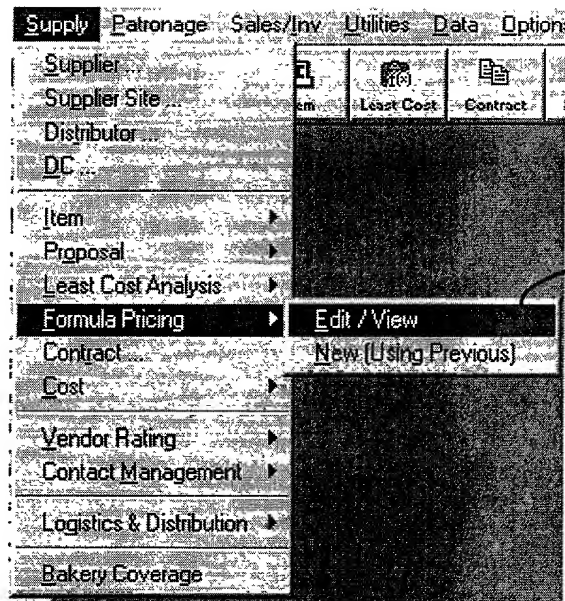 Supply Patronage Sales/Inv Utilities Data Option
Supplier ...
Supplier Site ...
Distributor ...
DC ...
Least Cost Contract
Item
Proposal
Least Cost Analysis
Formula Pricing Edit / View
Contract ... New (Using Previous)
Cost
Vendor Rating
Contact Management
Logistics & Distribution
Bakery Coverage